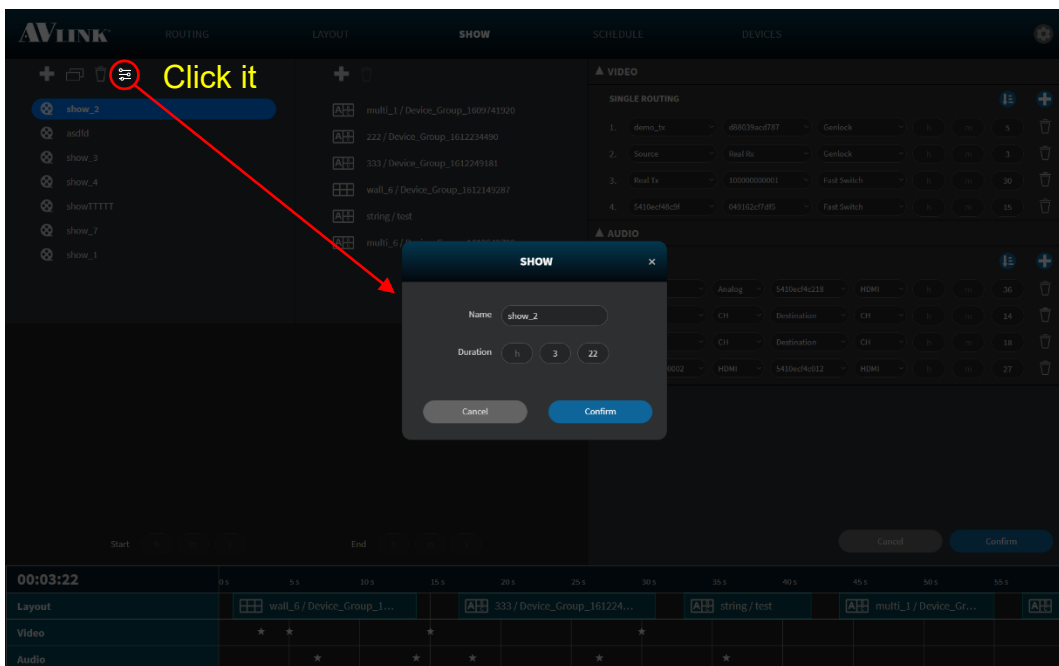 AVLINK ROUTING LAYOUT SHOW SCHEDULE DEVICES
Click it
show_2
asdfd
show_3
show_4
showTTTTT
show_7
show_1
multi_1 / Device_Group_1609741920
222 / Device_Group_1612234490
333 / Device_Group_1612249181
wall_6 / Device_Group_1612149287
string / test
multi_6 /
▲ VIDEO
SINGLE ROUTING
1. demo_tx d88039acd787 Genlock h m 5
2. Source Real Rx Genlock h m 3
3. Real Tx 100000000001 Fast Switch h m 30
4. 5410ecf48c9f 049162cf7df5 Fast Switch h m 15
▲ AUDIO
Analog 5410ecf4c218 HDMI h m 36
CH Destination CH h m 14
CH Destination CH h m 18
0002 HDMI 5410ecf4c012 HDMI h m 27
SHOW ×
Name show_2
Duration h 3 22
Cancel Confirm
Start End
Cancel Confirm
00:03:22 0 s 5 s 10 s 15 s 20 s 25 s 30 s 35 s 40 s 45 s 50 s 55 s
Layout wall_6 / Device_Group_1... 333 / Device_Group_161224... string / test multi_1 / Device_Gr...
Video
Audio